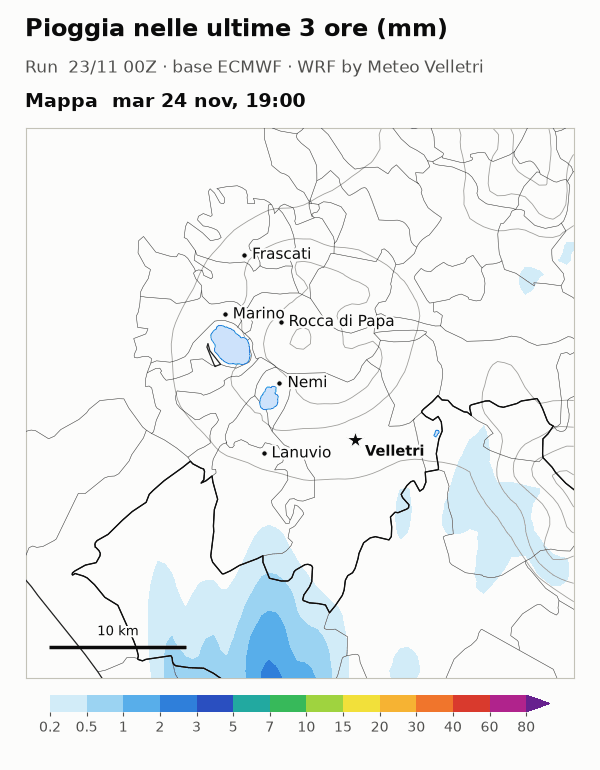 Pioggia nelle ultime 3 ore (mm)
Run  23/11 00Z · base ECMWF · WRF by Meteo Velletri
Mappa  mar 24 nov, 19:00
Frascati
Marino
Rocca di Papa
Nemi
Velletri
Lanuvio
10 km
0.2 0.5 1 2 3 5 7 10 15 20 30 40 60 80